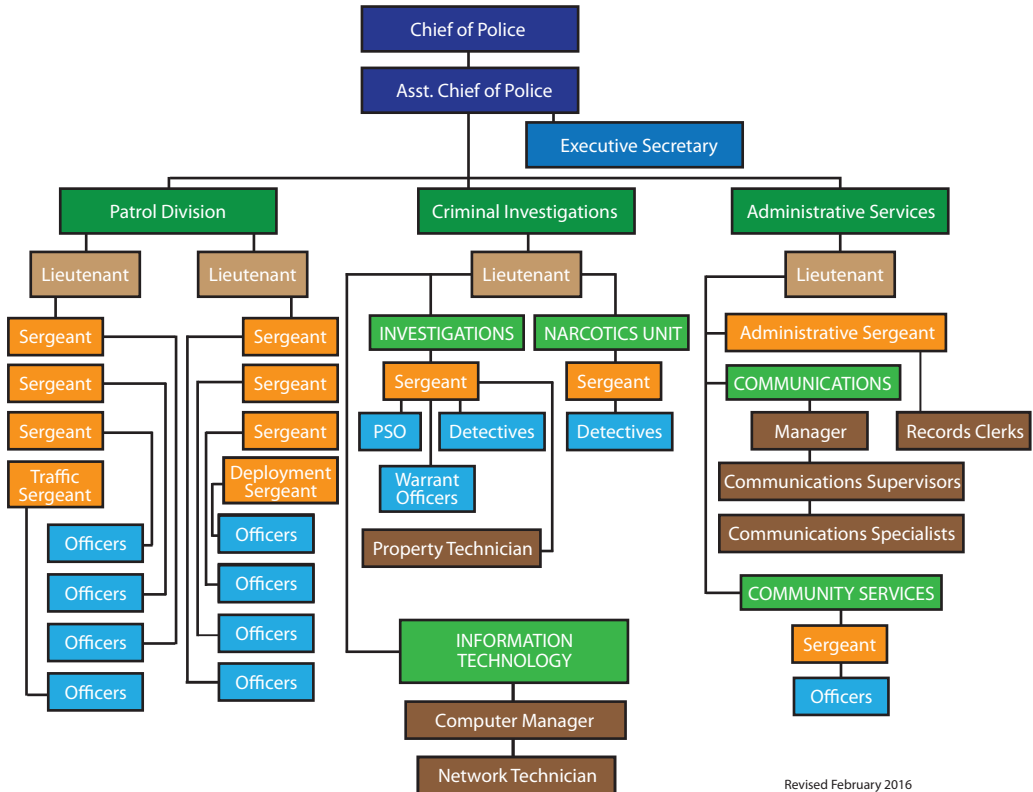 Chief of Police
Asst. Chief of Police
Executive Secretary
Patrol Division
Criminal Investigations
Administrative Services
Lieutenant
Lieutenant
Lieutenant
Lieutenant
Sergeant
Sergeant
Sergeant
Traffic
Sergeant
Officers
Officers
Officers
Officers
Sergeant
Sergeant
Sergeant
Deployment
Sergeant
Officers
Officers
Officers
Officers
INVESTIGATIONS
Sergeant
PSO
Detectives
Warrant
Officers
Property Technician
NARCOTICS UNIT
Sergeant
Detectives
INFORMATION
TECHNOLOGY
Computer Manager
Network Technician
Administrative Sergeant
COMMUNICATIONS
Manager
Records Clerks
Communications Supervisors
Communications Specialists
COMMUNITY SERVICES
Sergeant
Officers
Revised February 2016